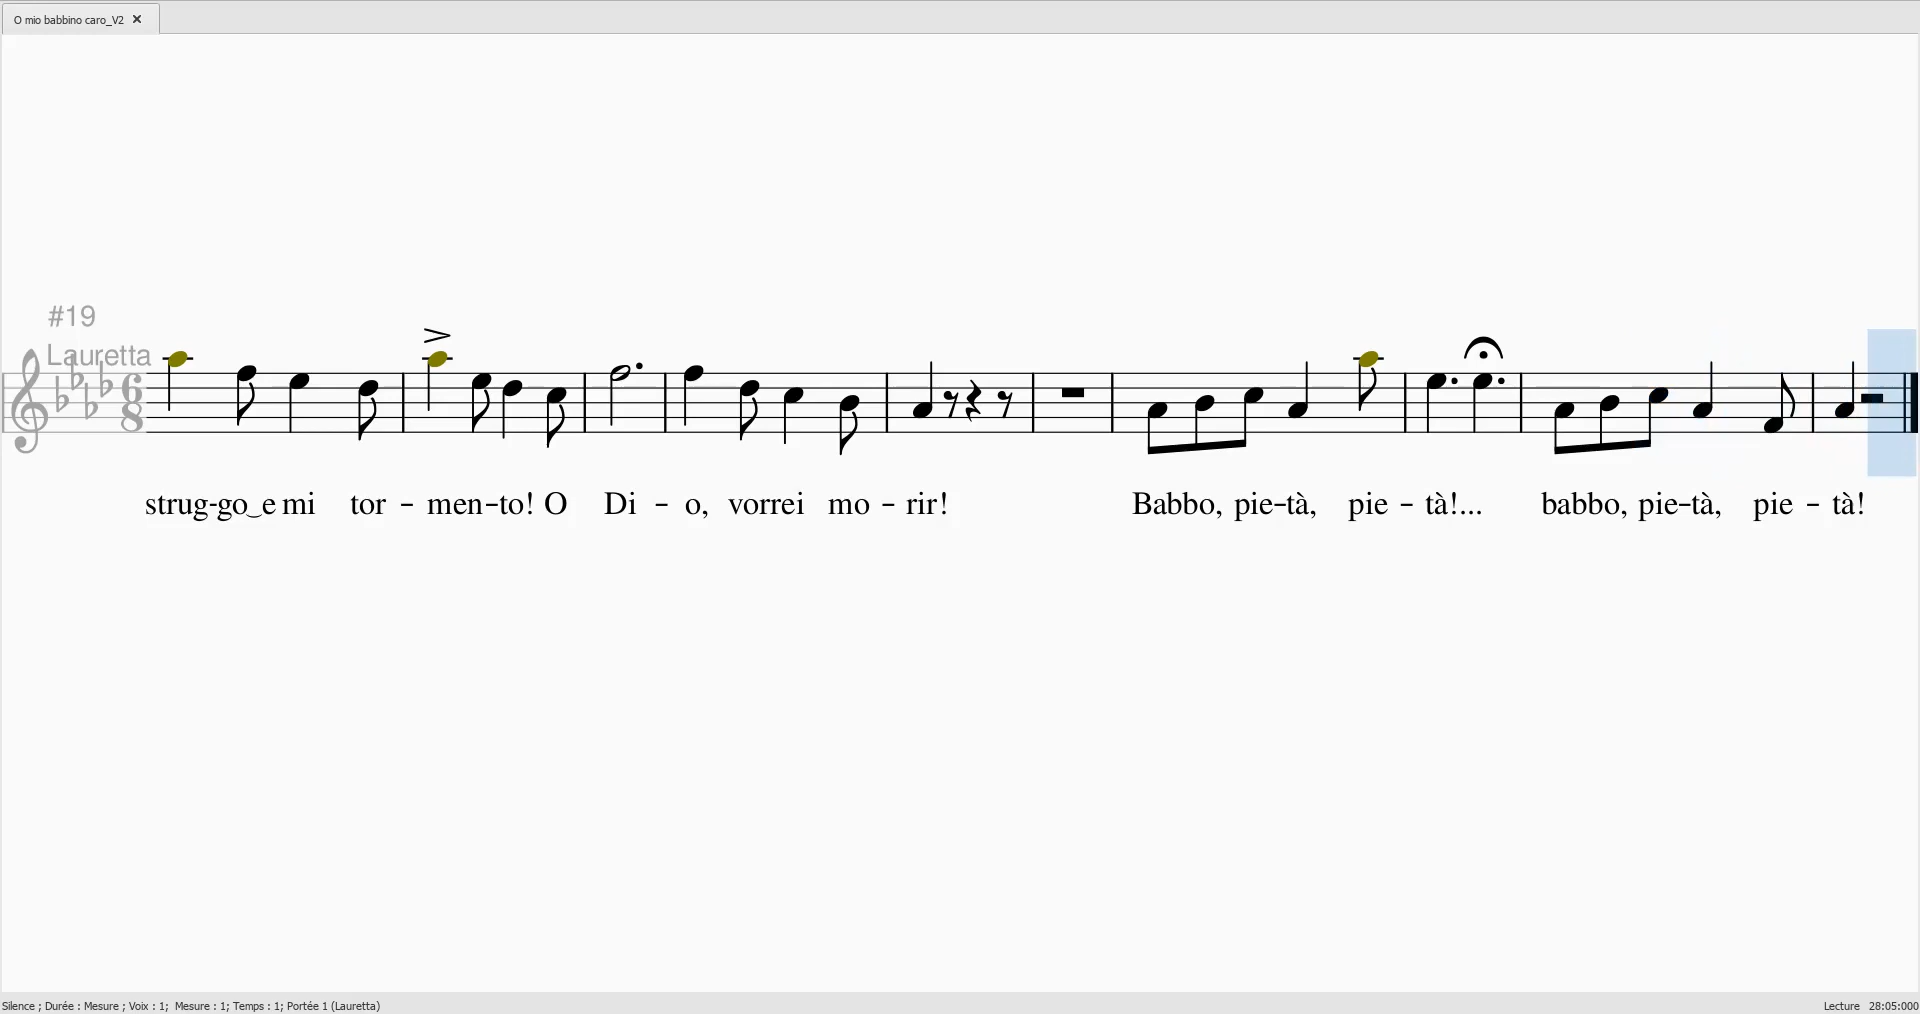 O mio babbino caro_V2
#19
Lauretta
strug-go‿e mi tor - men-to! O Di - o, vorrei mo - rir! Babbo, pie-tà, pie - tà!... babbo, pie-tà, pie - tà!
Silence ; Durée : Mesure ; Voix : 1;  Mesure : 1; Temps : 1; Portée 1 (Lauretta)
Lecture 28:05:000